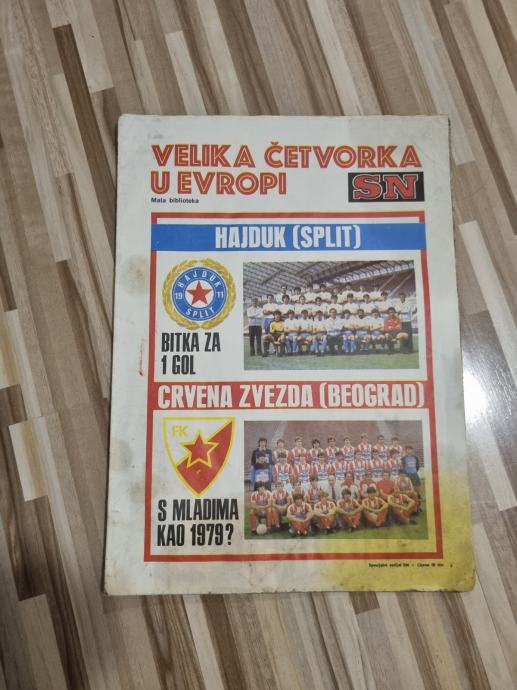 VELIKA ČETVORKA
U EVROPI
SN
Mala biblioteka
HAJDUK (SPLIT)
HAJDUK
19 11
SPLIT
BITKA ZA
1 GOL
CRVENA ZVEZDA (BEOGRAD)
FK
S MLADIMA
KAO 1979?